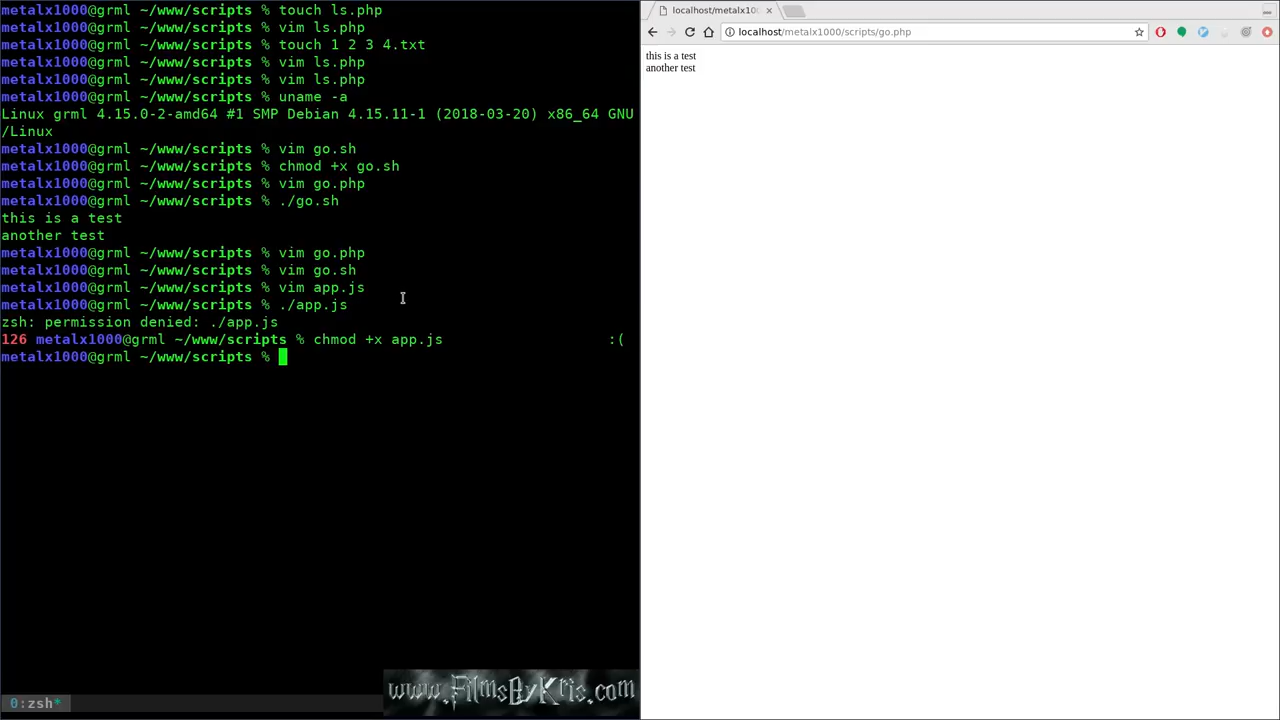 metalx1000@grml ~/www/scripts % touch ls.php
metalx1000@grml ~/www/scripts % vim ls.php
metalx1000@grml ~/www/scripts % touch 1 2 3 4.txt
metalx1000@grml ~/www/scripts % vim ls.php
metalx1000@grml ~/www/scripts % vim ls.php
metalx1000@grml ~/www/scripts % uname -a
Linux grml 4.15.0-2-amd64 #1 SMP Debian 4.15.11-1 (2018-03-20) x86_64 GNU
/Linux
metalx1000@grml ~/www/scripts % vim go.sh
metalx1000@grml ~/www/scripts % chmod +x go.sh
metalx1000@grml ~/www/scripts % vim go.php
metalx1000@grml ~/www/scripts % ./go.sh
this is a test
another test
metalx1000@grml ~/www/scripts % vim go.php
metalx1000@grml ~/www/scripts % vim go.sh
metalx1000@grml ~/www/scripts % vim app.js
metalx1000@grml ~/www/scripts % ./app.js
zsh: permission denied: ./app.js
126 metalx1000@grml ~/www/scripts % chmod +x app.js :(
metalx1000@grml ~/www/scripts %
0:zsh*
www.FilmsByKris.com
localhost/metalx10
localhost/metalx1000/scripts/go.php
this is a test
another test